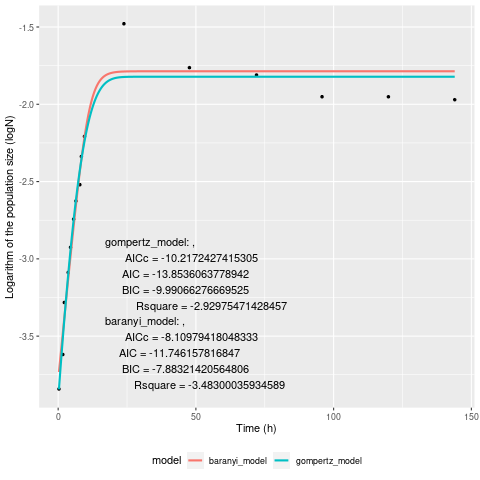 -1.5
-2.0
-2.5
-3.0
-3.5
Logarithm of the population size (logN)
gompertz_model: ,
AICc = -10.2172427415305
AIC = -13.8536063778942
BIC = -9.99066276669525
Rsquare = -2.92975471428457
baranyi_model: ,
AICc = -8.10979418048333
AIC = -11.746157816847
BIC = -7.88321420564806
Rsquare = -3.48300035934589
0 50 100 150
Time (h)
model baranyi_model gompertz_model